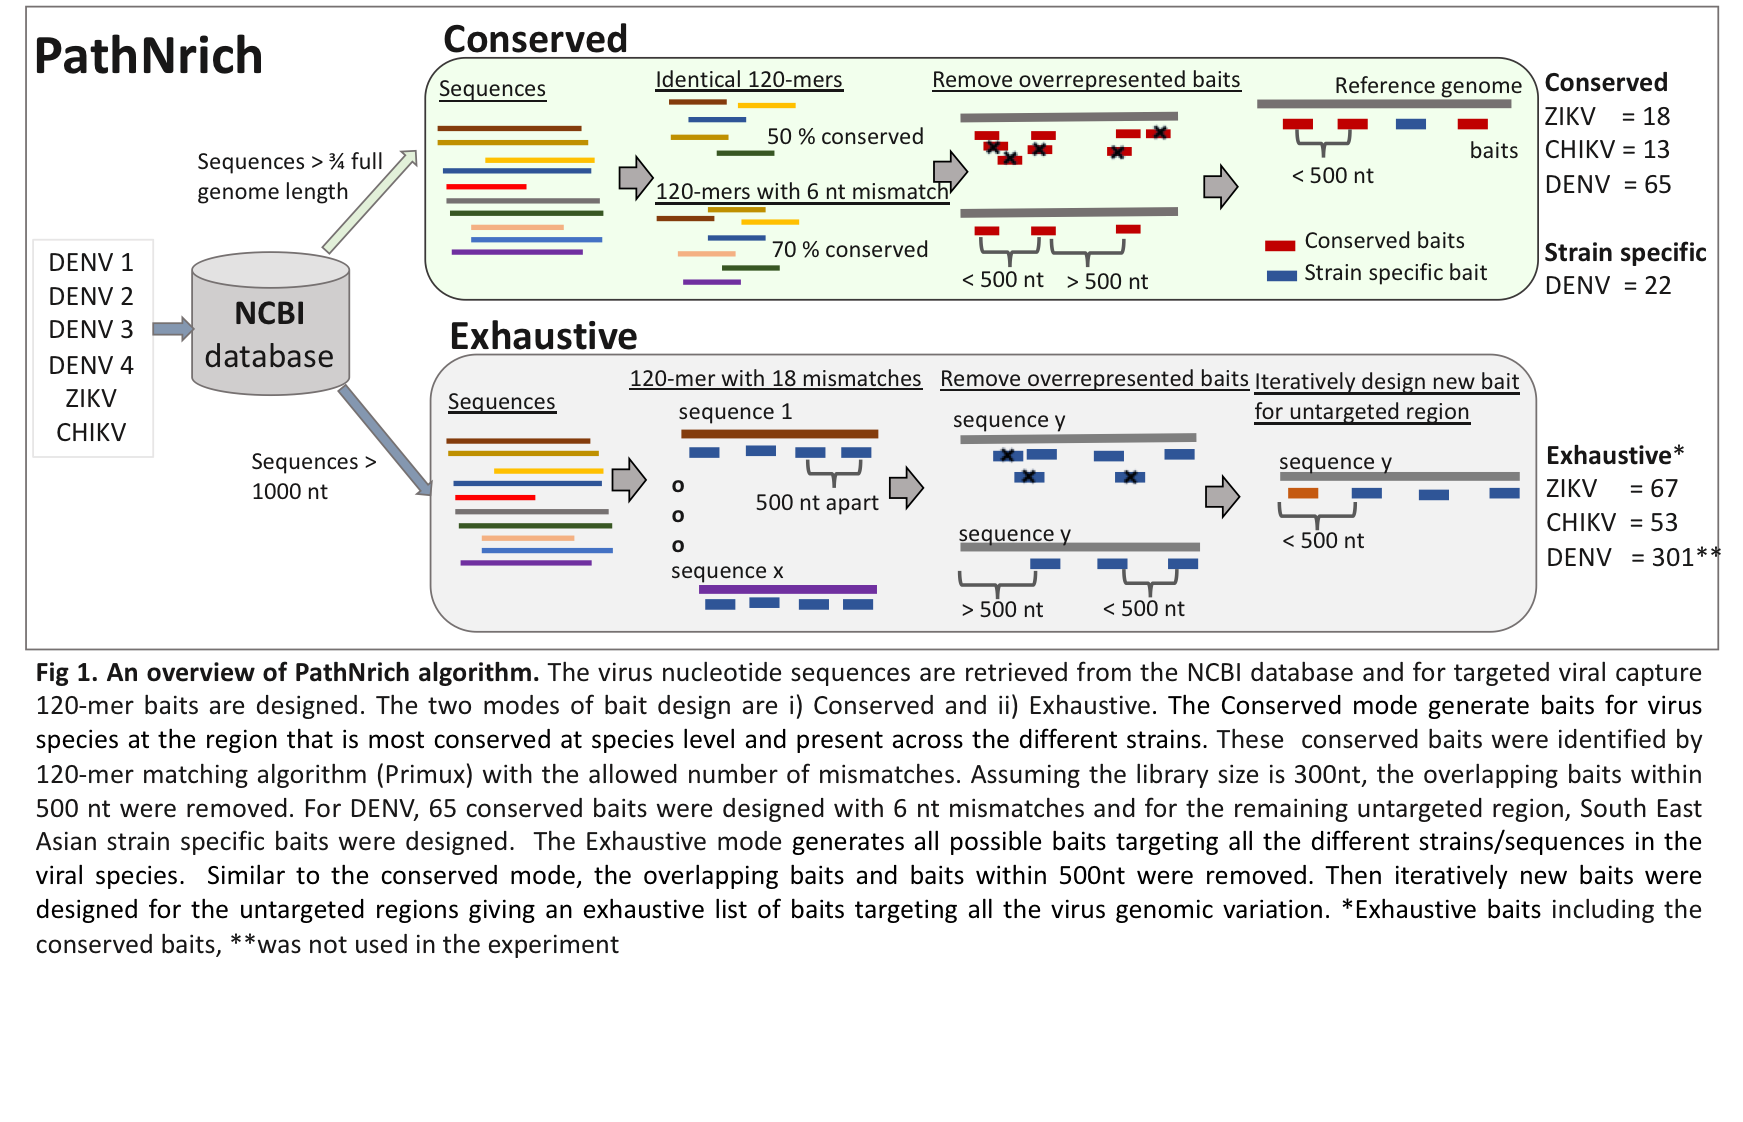 PathNrich
DENV 1
DENV 2
DENV 3
DENV 4
ZIKV
CHIKV
NCBI
database
Sequences > ¾ full
genome length
Sequences >
1000 nt
Conserved
Sequences
Identical 120-mers
50 % conserved
120-mers with 6 nt mismatch
70 % conserved
Remove overrepresented baits
< 500 nt
> 500 nt
Reference genome
baits
< 500 nt
Conserved baits
Strain specific bait
Conserved
ZIKV = 18
CHIKV = 13
DENV = 65
Strain specific
DENV = 22
Exhaustive
Sequences
120-mer with 18 mismatches
sequence 1
500 nt apart
o
o
o
sequence x
Remove overrepresented baits
sequence y
sequence y
> 500 nt
< 500 nt
Iteratively design new bait
for untargeted region
sequence y
< 500 nt
Exhaustive*
ZIKV = 67
CHIKV = 53
DENV = 301**
Fig 1. An overview of PathNrich algorithm. The virus nucleotide sequences are retrieved from the NCBI database and for targeted viral capture
120-mer baits are designed. The two modes of bait design are i) Conserved and ii) Exhaustive. The Conserved mode generate baits for virus
species at the region that is most conserved at species level and present across the different strains. These conserved baits were identified by
120-mer matching algorithm (Primux) with the allowed number of mismatches. Assuming the library size is 300nt, the overlapping baits within
500 nt were removed. For DENV, 65 conserved baits were designed with 6 nt mismatches and for the remaining untargeted region, South East
Asian strain specific baits were designed. The Exhaustive mode generates all possible baits targeting all the different strains/sequences in the
viral species. Similar to the conserved mode, the overlapping baits and baits within 500nt were removed. Then iteratively new baits were
designed for the untargeted regions giving an exhaustive list of baits targeting all the virus genomic variation. *Exhaustive baits including the
conserved baits, **was not used in the experiment